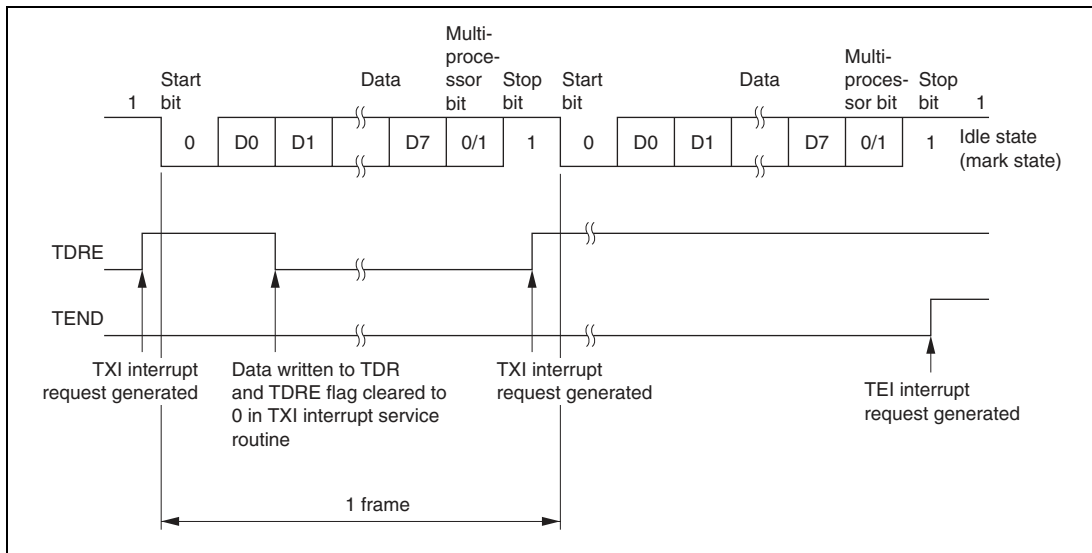 Multi-
proce-
ssor
bit
Start
bit
Data
Stop
bit
Start
bit
Data
Multi-
proces-
sor bit
Stop
bit
1
1
0 D0 D1 D7 0/1 1 0 D0 D1 D7 0/1 1
Idle state
(mark state)
TDRE
TEND
TXI interrupt
request generated
Data written to TDR
and TDRE flag cleared to
0 in TXI interrupt service
routine
TXI interrupt
request generated
TEI interrupt
request generated
1 frame